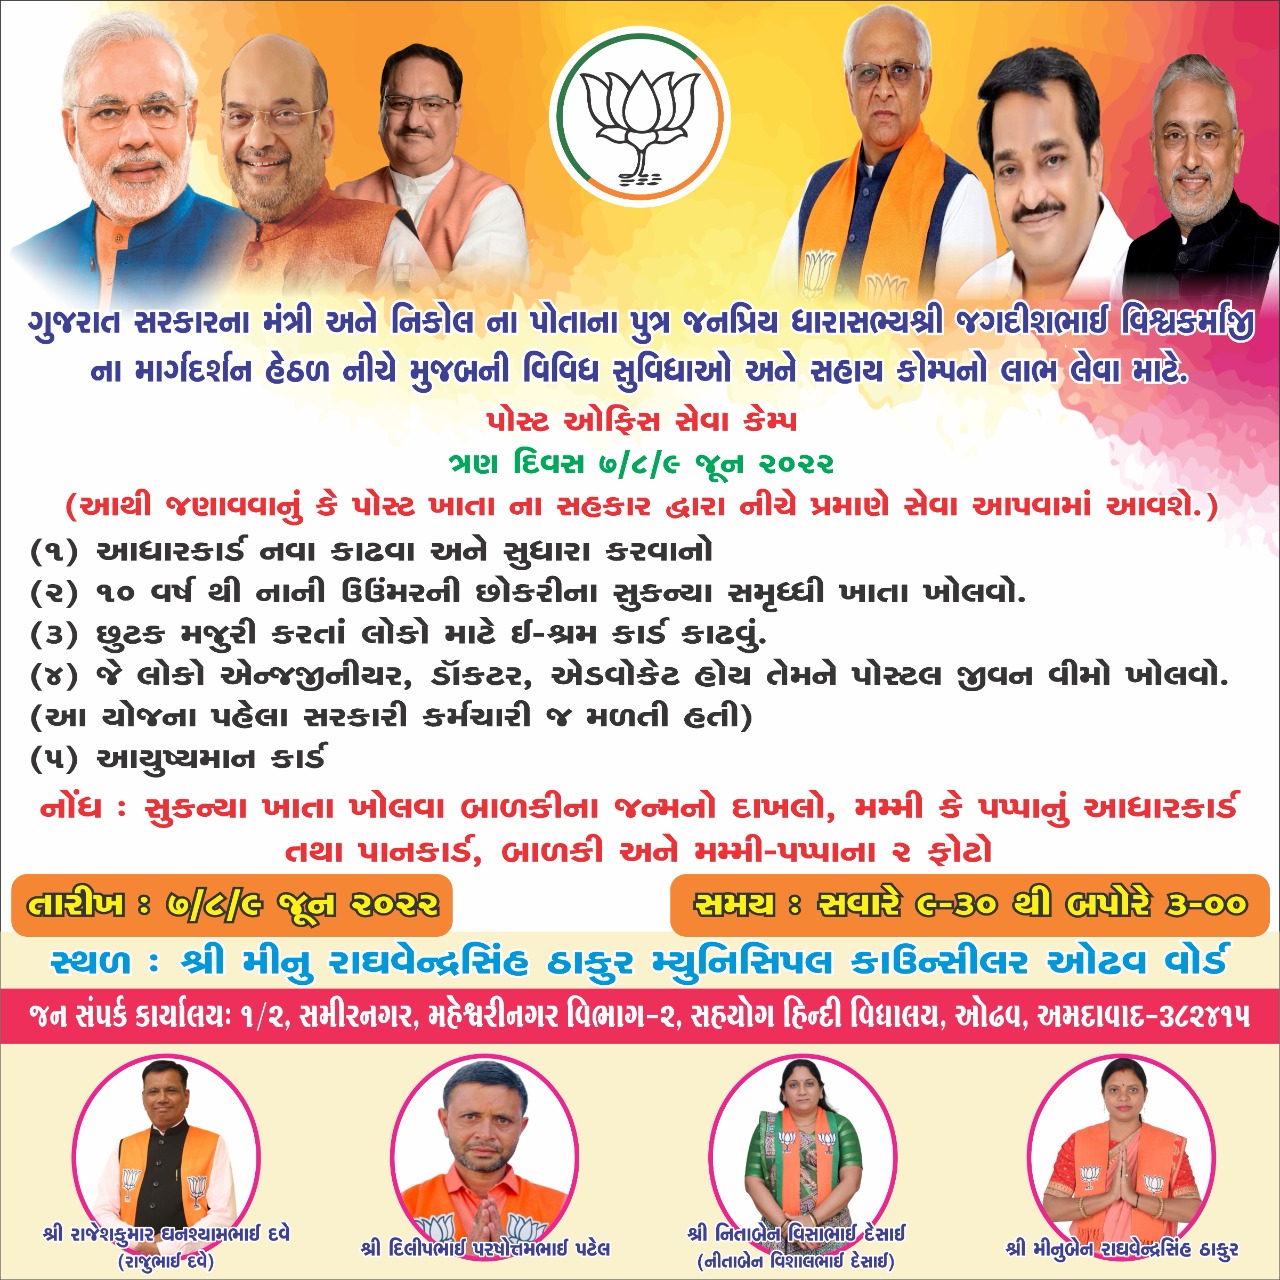 ગુજરાત સરકારના મંત્રી અને નિકોલ ના પોતાના પુત્ર જનપ્રિય ધારાસભ્યશ્રી જગદીશભાઈ વિશ્વકર્માજી
ના માર્ગદર્શન હેઠળ નીચે મુજબની વિવિધ સુવિધાઓ અને સહાય કોમ્પનો લાભ લેવા માટે.
પોસ્ટ ઓફિસ સેવા કેમ્પ
ત્રણ દિવસ ૭/૮/૯ જૂન ૨૦૨૨
(આથી જણાવવાનું કે પોસ્ટ ખાતા ના સહકાર દ્વારા નીચે પ્રમાણે સેવા આપવામાં આવશે.)
(૧) આધારકાર્ડ નવા કાઢવા અને સુધારા કરવાનો
(૨) ૧૦ વર્ષ થી નાની ઉઉંમરની છોકરીના સુકન્યા સમૃધ્ધી ખાતા ખોલવો.
(૩) છુટક મજુરી કરતાં લોકો માટે ઈ-શ્રમ કાર્ડ કાઢવું.
(૪) જે લોકો એન્જજીનીયર, ડૉકટર, એડવોકેટ હોય તેમને પોસ્ટલ જીવન વીમો ખોલવો.
(આ યોજના પહેલા સરકારી કર્મચારી જ મળતી હતી)
(૫) આયુષ્યમાન કાર્ડ
નોંધ : સુકન્યા ખાતા ખોલવા બાળકીના જન્મનો દાખલો, મમ્મી કે પપ્પાનું આધારકાર્ડ
તથા પાનકાર્ડ, બાળકી અને મમ્મી-પપ્પાના ૨ ફોટો
તારીખ : ૭/૮/૯ જૂન ૨૦૨૨
સમય : સવારે ૯-૩૦ થી બપોરે ૩-૦૦
સ્થળ : શ્રી મીનુ રાઘવેન્દ્રસિંહ ઠાકુર મ્યુનિસિપલ કાઉન્સીલર ઓઢવ વોર્ડ
જન સંપર્ક કાર્યાલયઃ ૧/૨, સમીરનગર, મહેશ્વરીનગર વિભાગ-૨, સહયોગ હિન્દી વિધાલય, ઓઢવ, અમદાવાદ-૩૮૨૪૧૫
શ્રી રાજેશકુમાર ઘનશ્યામભાઈ દવે
(રાજુભાઈ દવે)
શ્રી દિલીપભાઈ પરષોત્તમભાઈ પટેલ
શ્રી નિતાબેન વિસાભાઈ દેસાઈ
(નીતાબેન વિશાલભાઈ દેસાઈ)
શ્રી મીનુબેન રાઘવેન્દ્રસિંહ ઠાકુર